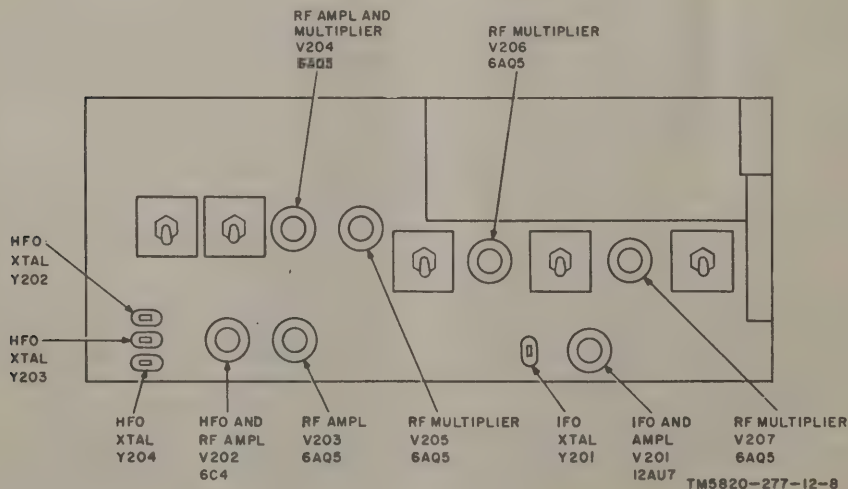 RF AMPL AND
MULTIPLIER
V204
6AQ5
RF MULTIPLIER
V206
6AQ5
HFO
XTAL
Y202
HFO
XTAL
Y203
HFO
XTAL
Y204
HFO AND
RF AMPL
V202
6C4
RF AMPL
V203
6AQ5
RF MULTIPLIER
V205
6AQ5
IFO
XTAL
Y201
IFO AND
AMPL
V201
12AU7
RF MULTIPLIER
V207
6AQ5
TM5820-277-12-8